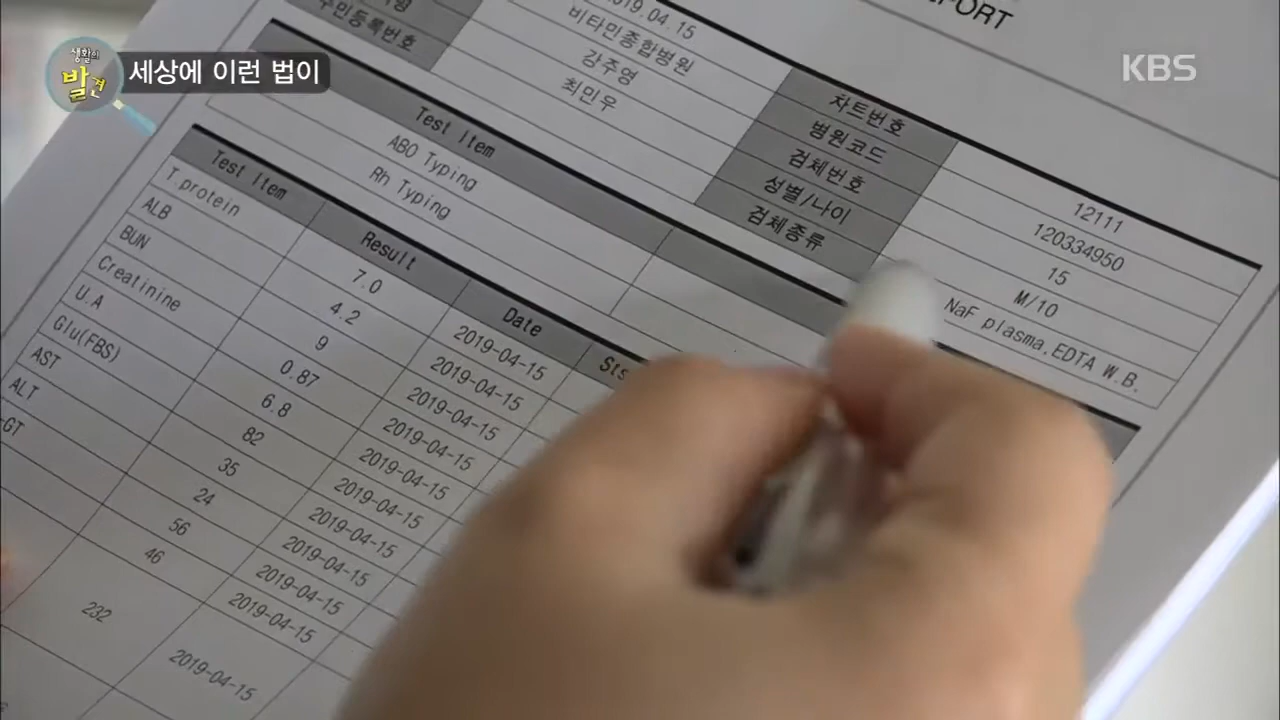 생활의
발견
세상에 이런 법이
KBS
PORT
2019.04.15
비타민종합병원
강주영
최민우
주민등록번호
차트번호 12111
병원코드 120334950
검체번호 15
성별/나이 M/10
검체종류 NaF plasma,EDTA W.B.
Test Item
ABO Typing
Rh Typing
Test Item Result Date Sts
T.protein 7.0 2019-04-15
ALB 4.2 2019-04-15
BUN 9 2019-04-15
Creatinine 0.87 2019-04-15
U.A 6.8 2019-04-15
Glu(FBS) 82 2019-04-15
AST 35 2019-04-15
ALT 24 2019-04-15
-GT 56 2019-04-15
46 2019-04-15
232 2019-04-15